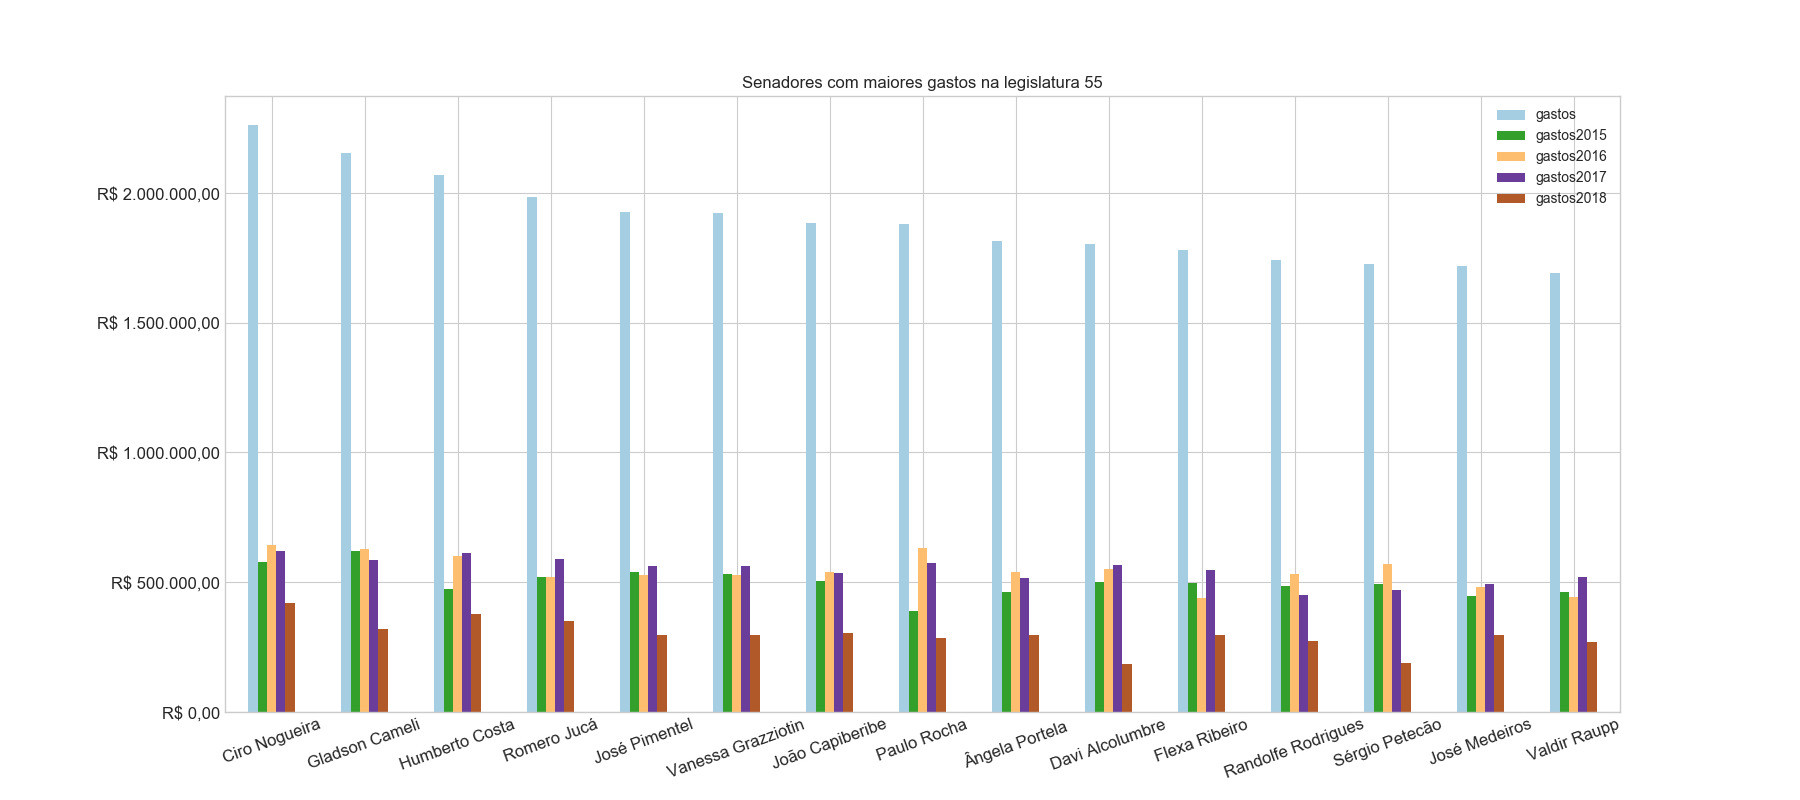 Senadores com maiores gastos na legislatura 55
gastos
gastos2015
gastos2016
gastos2017
gastos2018
R$ 2.000.000,00
R$ 1.500.000,00
R$ 1.000.000,00
R$ 500.000,00
R$ 0,00
Ciro Nogueira
Gladson Cameli
Humberto Costa
Romero Jucá
José Pimentel
Vanessa Grazziotin
João Capiberibe
Paulo Rocha
Ângela Portela
Davi Alcolumbre
Flexa Ribeiro
Randolfe Rodrigues
Sérgio Petecão
José Medeiros
Valdir Raupp